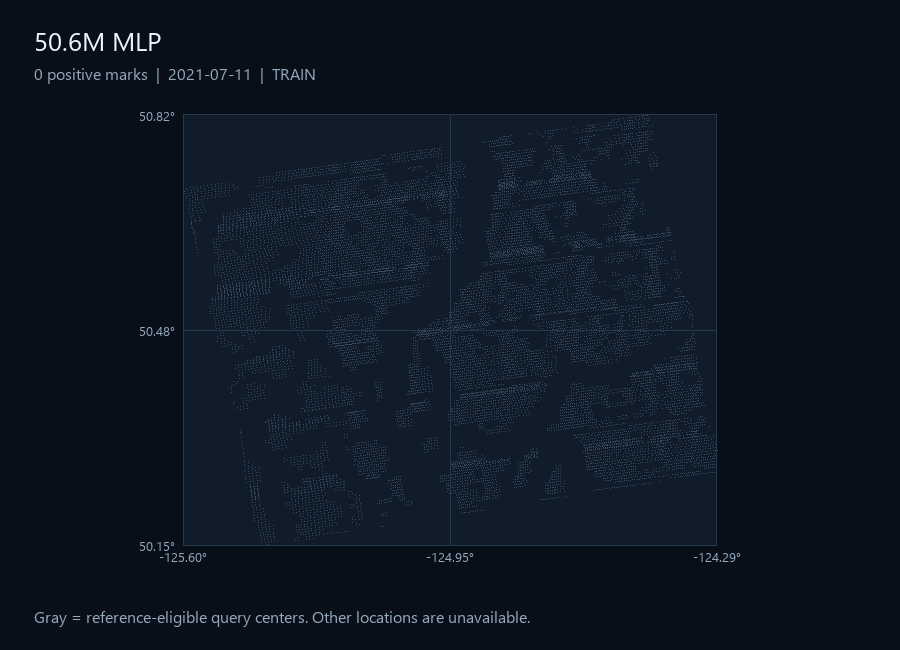 50.6M MLP
0 positive marks | 2021-07-11 | TRAIN
50.82°
50.48°
50.15°
-125.60°
-124.95°
-124.29°
Gray = reference-eligible query centers. Other locations are unavailable.